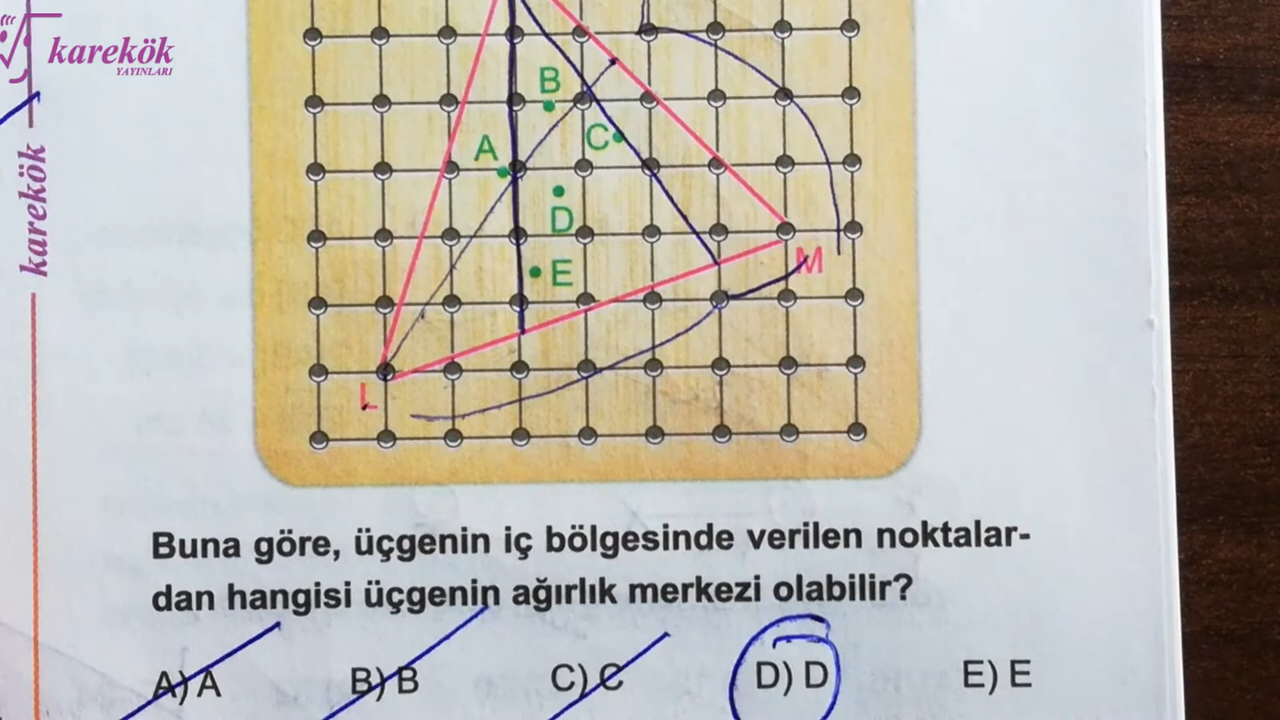 karekök
YAYINLARI
karekök
B
A
C
D
E
M
L
Buna göre, üçgenin iç bölgesinde verilen noktalar-
dan hangisi üçgenin ağırlık merkezi olabilir?
A) A B) B C) C D) D E) E